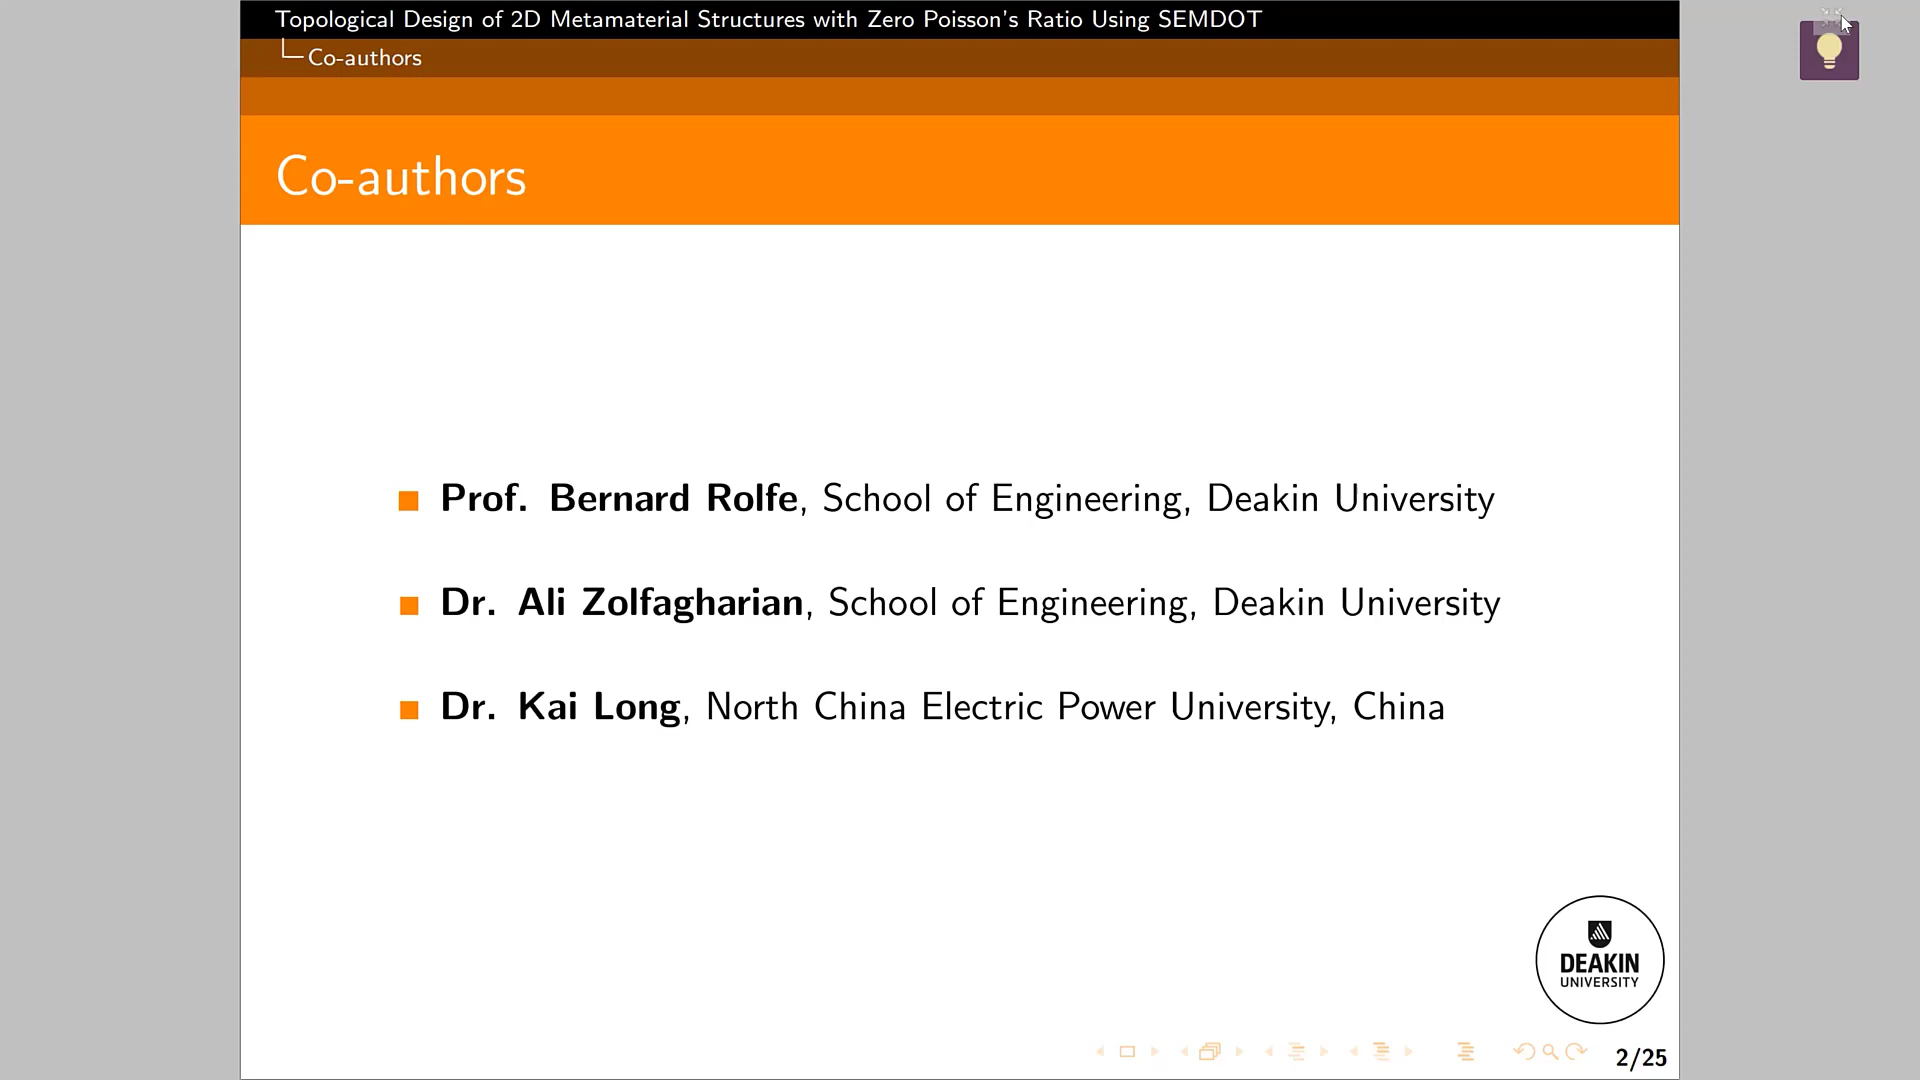 Topological Design of 2D Metamaterial Structures with Zero Poisson's Ratio Using SEMDOT
Co-authors
Co-authors
Prof. Bernard Rolfe, School of Engineering, Deakin University
Dr. Ali Zolfagharian, School of Engineering, Deakin University
Dr. Kai Long, North China Electric Power University, China
DEAKIN
UNIVERSITY
2/25